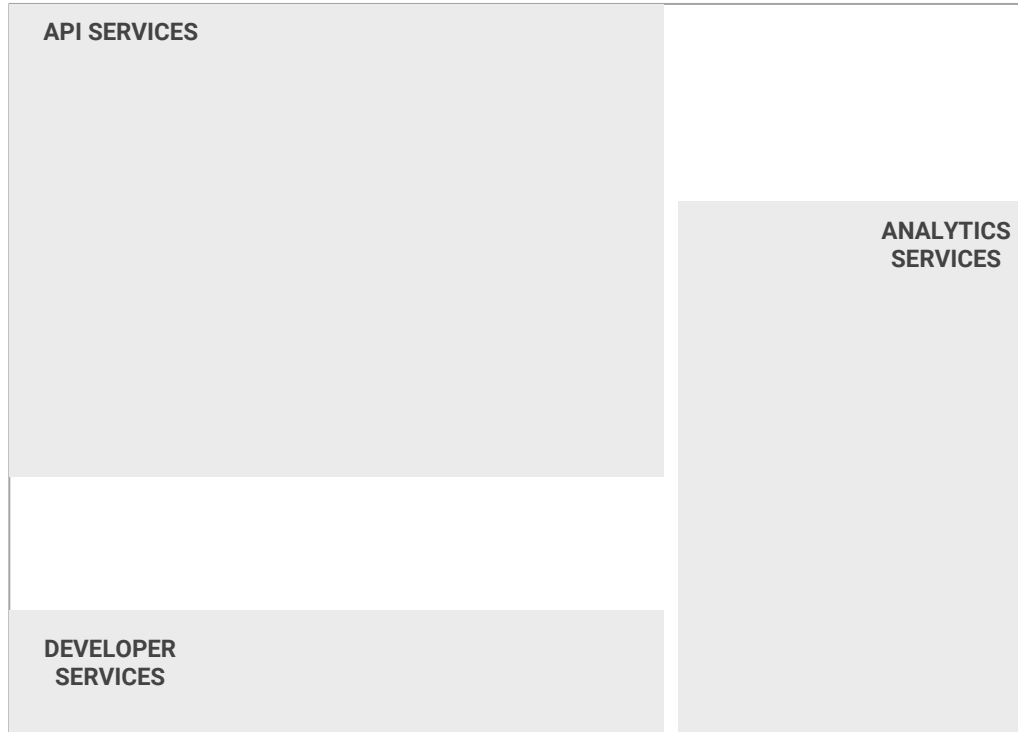 API SERVICES
ANALYTICS
SERVICES
DEVELOPER
SERVICES